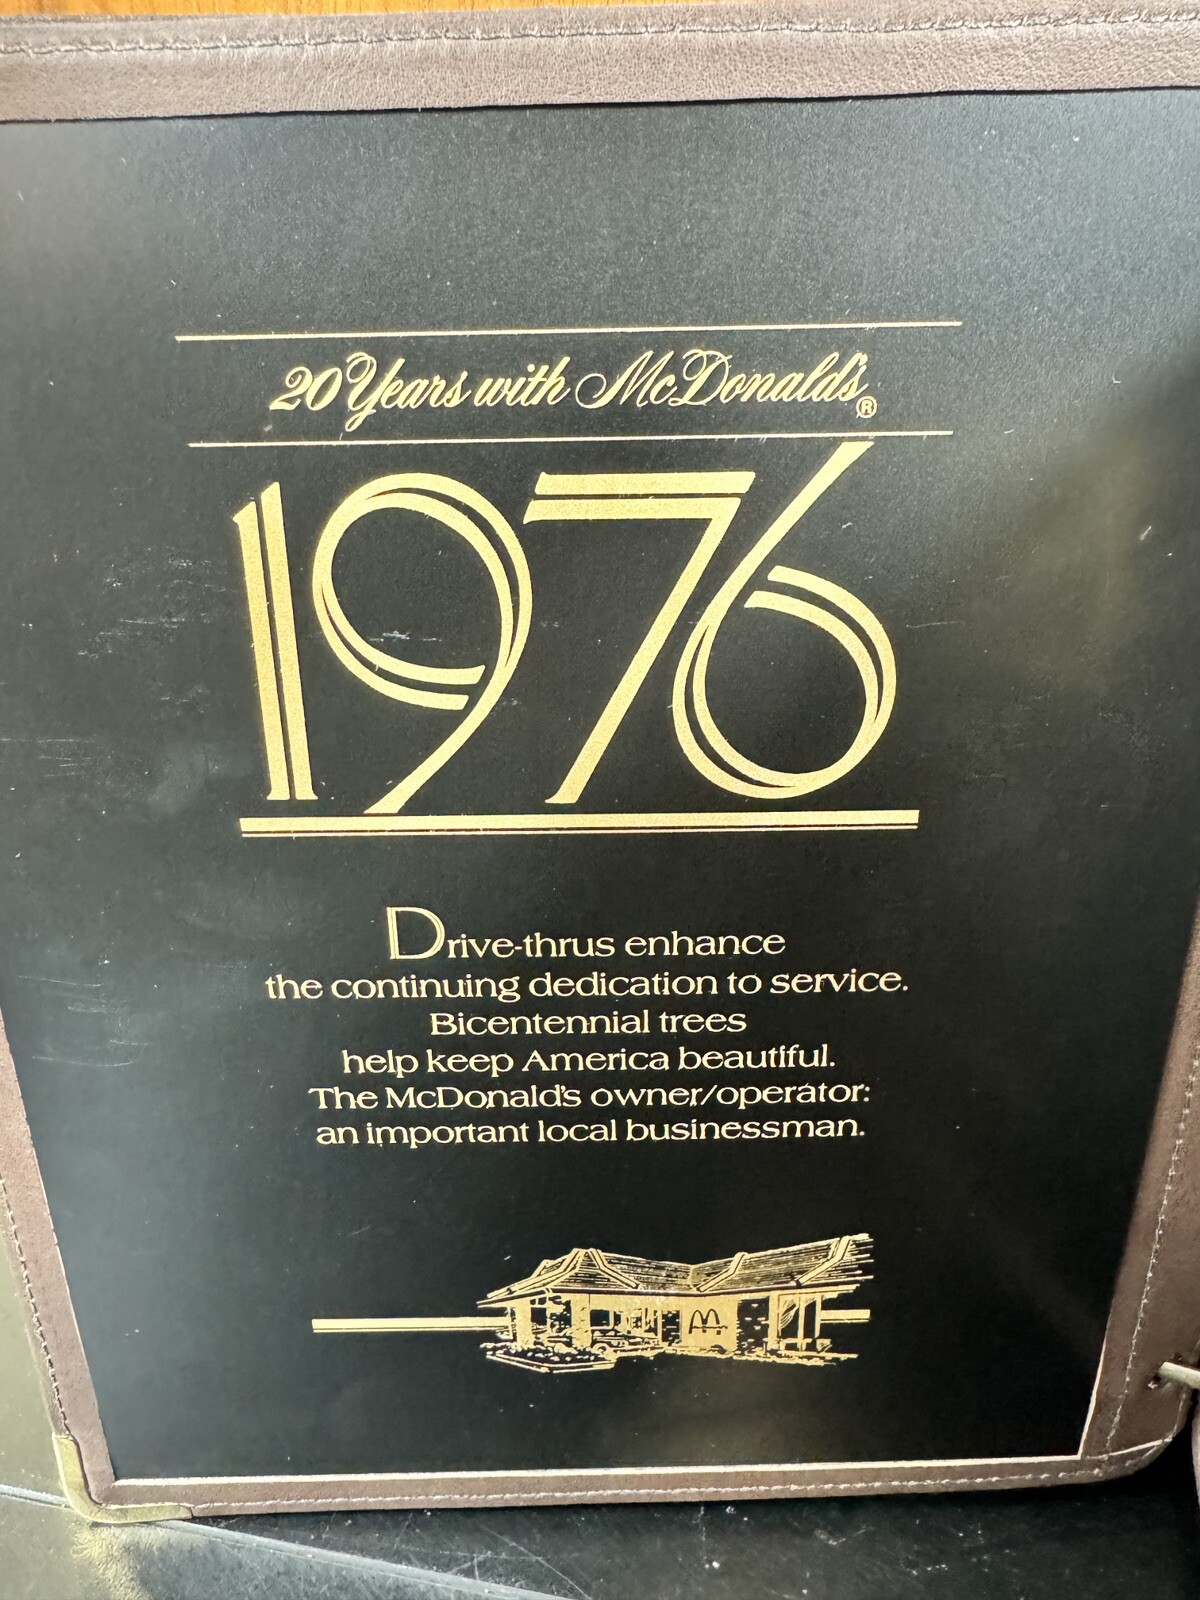 20 Years with McDonald's®
1976
Drive-thrus enhance
the continuing dedication to service.
Bicentennial trees
help keep America beautiful.
The McDonald's owner/operator:
an important local businessman.